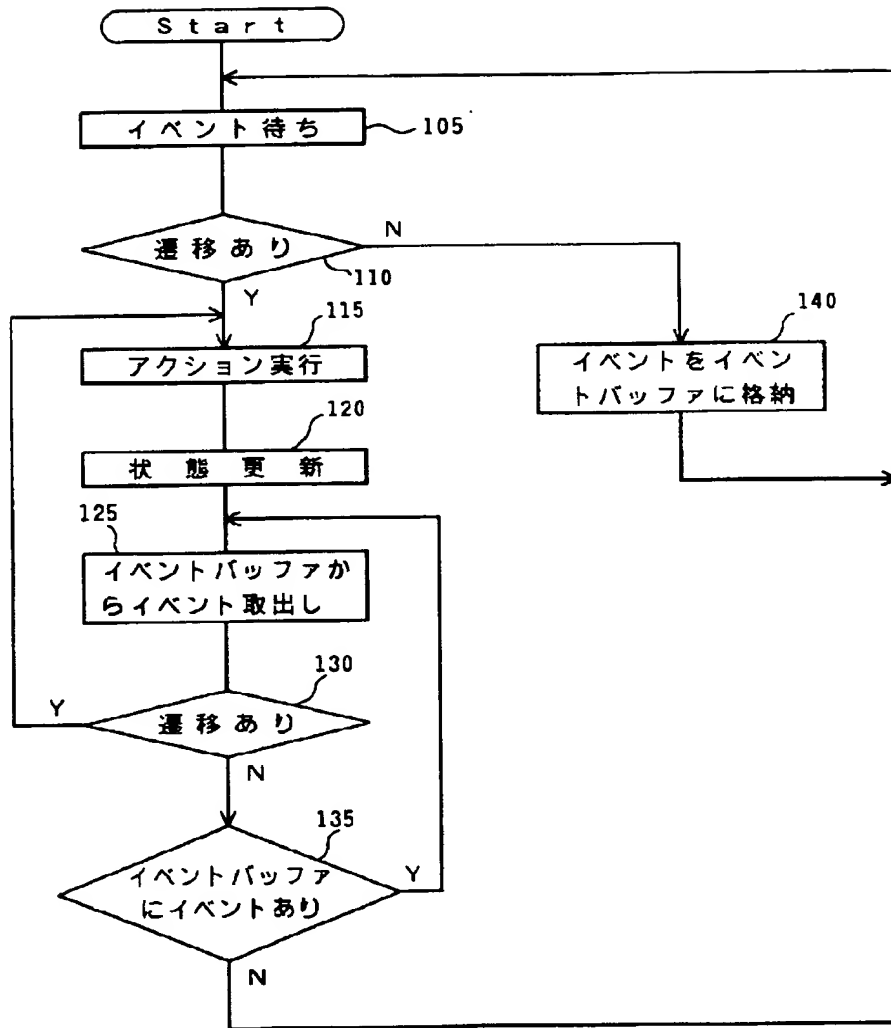 Start
イベント待ち
105
遷移あり
N
110
Y
115
アクション実行
140
イベントをイベン
トバッファに格納
120
状態更新
125
イベントバッファか
らイベント取出し
130
Y
遷移あり
N
135
イベントバッファ
にイベントあり
Y
N